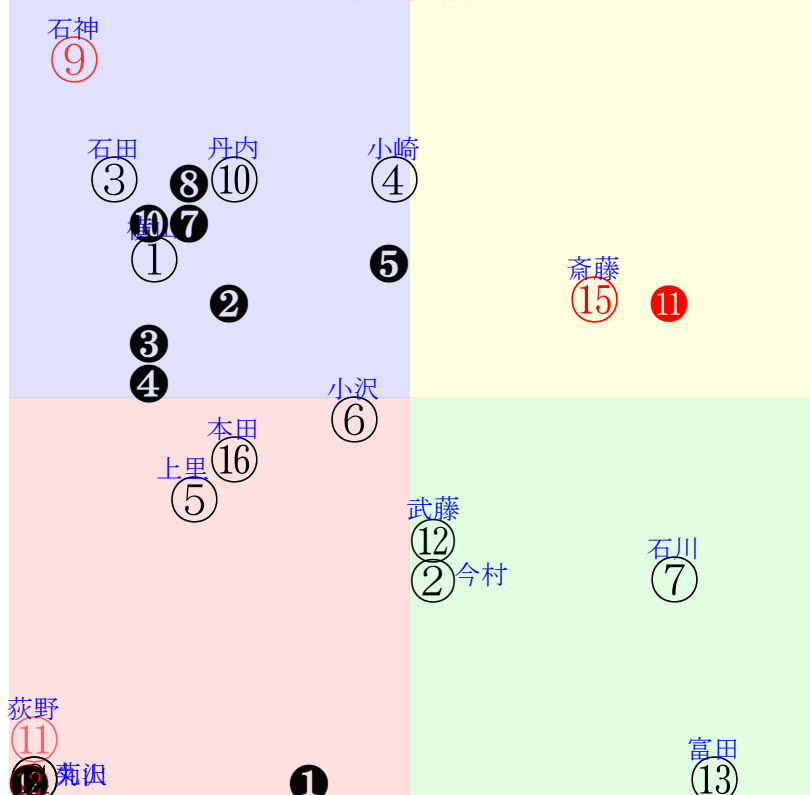 石神
⑨
石田 丹内 小崎
③ ❽ ⑩ ④
❿ ❼
①
❺
斎藤
❷ ⑮ ⓫
❸
❹
小沢
⑥
本田
⑯
上里
⑤
武藤
⑫
石川
② 今村 ⑦
荻野
⑪
富田
❶ ⑬